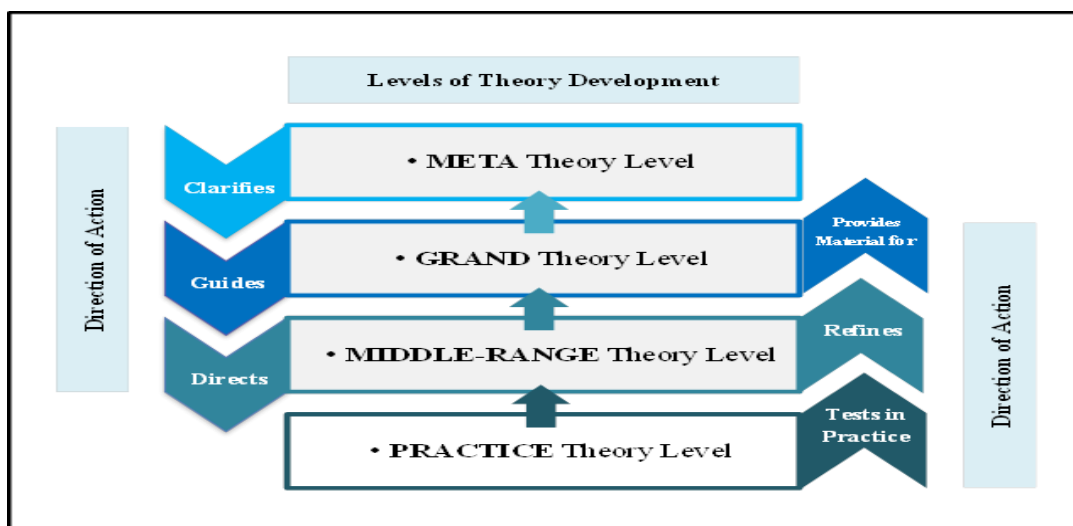 Levels of Theory Development
Direction of Action
Clarifies
• META Theory Level
Guides
• GRAND Theory Level
Provides
Material for
Directs
• MIDDLE-RANGE Theory Level
Refines
• PRACTICE Theory Level
Tests in
Practice
Direction of Action